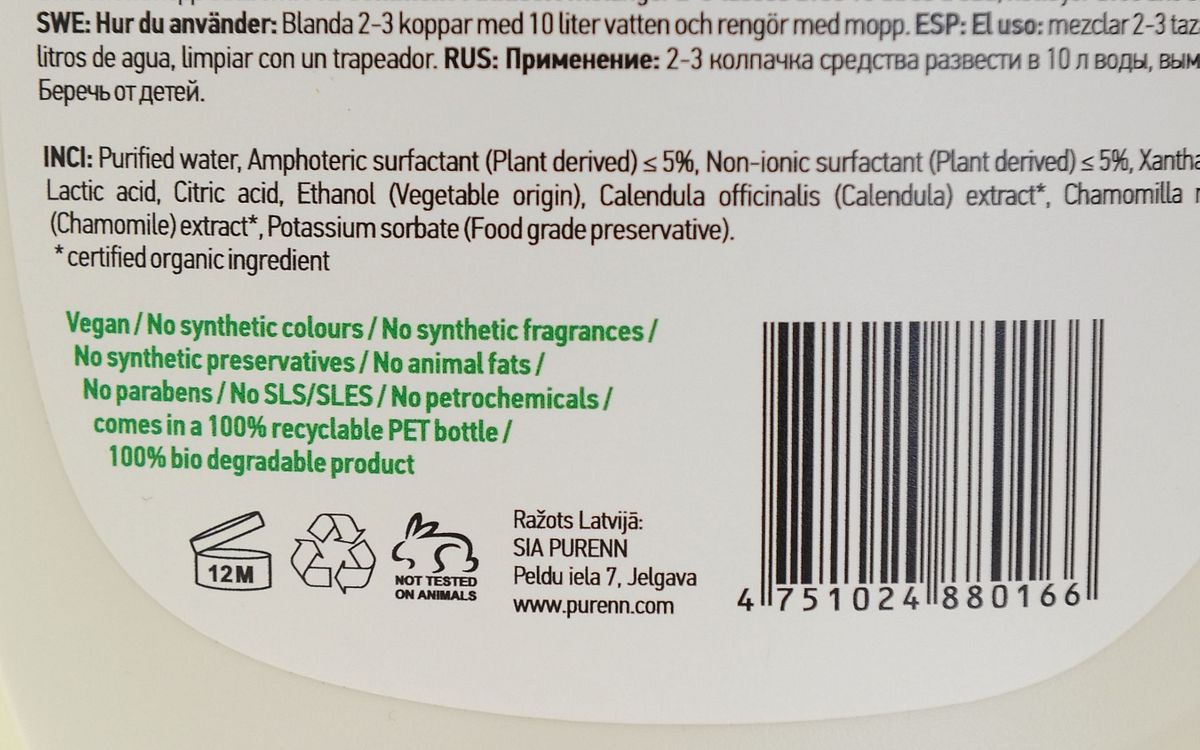 SWE: Hur du använder: Blanda 2-3 koppar med 10 liter vatten och rengör med mopp. ESP: El uso: mezclar 2-3
litros de agua, limpiar con un trapeador. RUS: Применение: 2-3 колпачка средства развести в 10 л воды,
Беречь от детей.
INCI: Purified water, Amphoteric surfactant (Plant derived) ≤ 5%, Non-ionic surfactant (Plant derived) ≤ 5%,
Lactic acid, Citric acid, Ethanol (Vegetable origin), Calendula officinalis (Calendula) extract*, Chamomilla
(Chamomile) extract*, Potassium sorbate (Food grade preservative).
* certified organic ingredient
Vegan / No synthetic colours / No synthetic fragrances /
No synthetic preservatives / No animal fats /
No parabens / No SLS/SLES / No petrochemicals /
comes in a 100% recyclable PET bottle /
100% bio degradable product
12M
NOT TESTED
ON ANIMALS
Ražots Latvijā:
SIA PURENN
Peldu iela 7, Jelgava
www.purenn.com
4 751024 880166